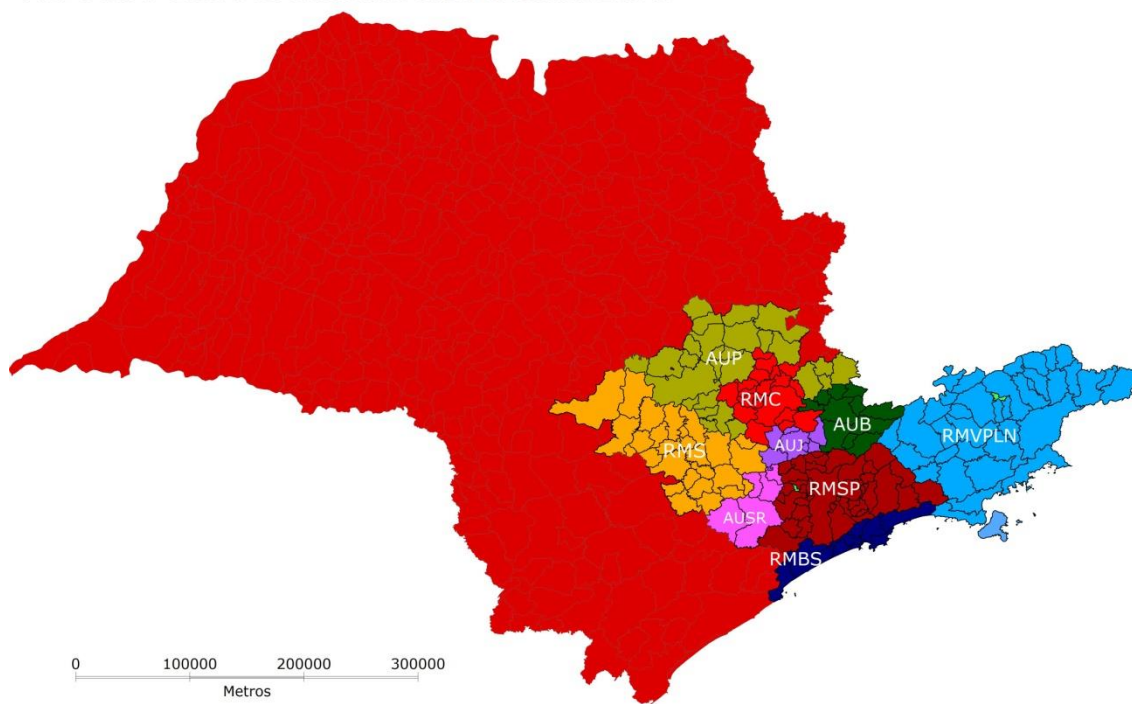 AUP
RMC
AUB
RMVPLN
RMS
AUJ
RMSP
AUSR
RMBS
0 100000 200000 300000
Metros